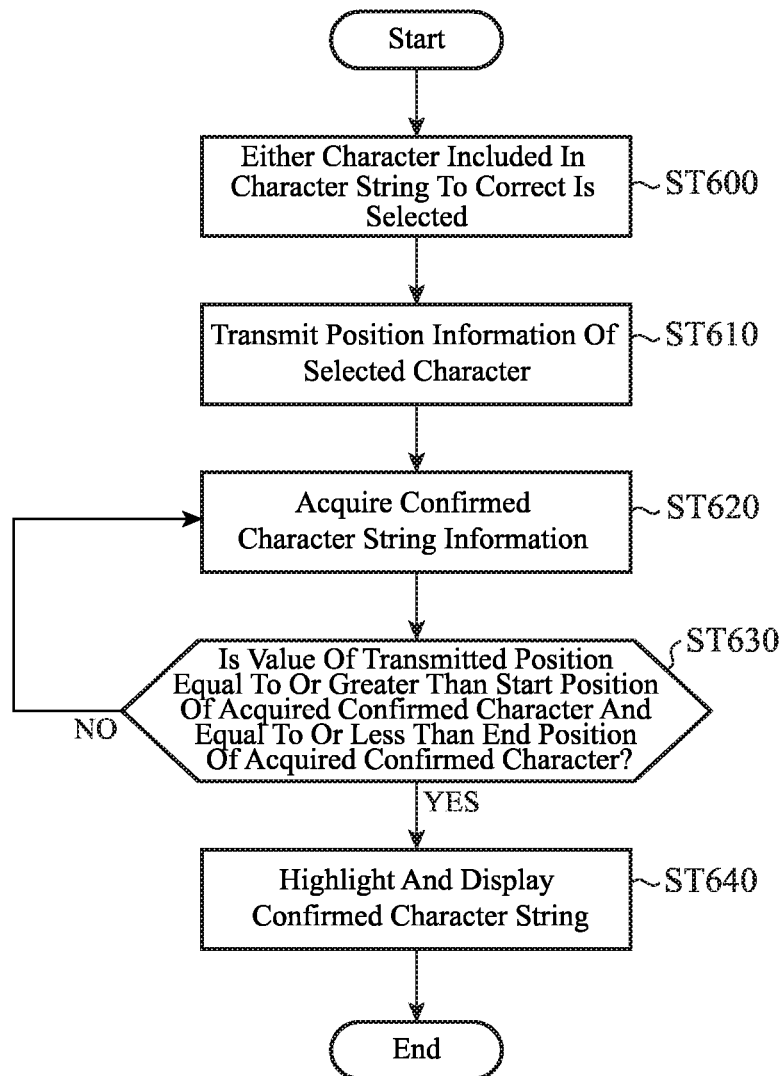 Start
Either Character Included In
Character String To Correct Is
Selected
ST600
Transmit Position Information Of
Selected Character
ST610
Acquire Confirmed
Character String Information
ST620
Is Value Of Transmitted Position
Equal To Or Greater Than Start Position
Of Acquired Confirmed Character And
Equal To Or Less Than End Position
Of Acquired Confirmed Character?
ST630
NO
YES
Highlight And Display
Confirmed Character String
ST640
End